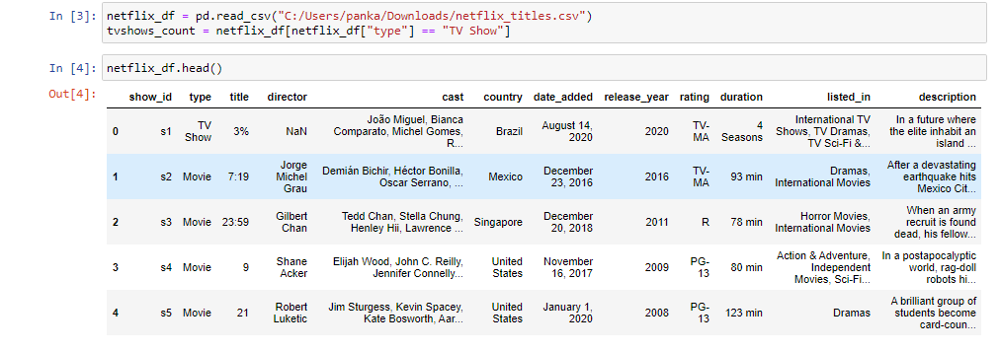 In [3]: netflix_df = pd.read_csv("C:/Users/panka/Downloads/netflix_titles.csv")
tvshows_count = netflix_df[netflix_df["type"] == "TV Show"]
In [4]: netflix_df.head()
Out[4]:
show_id type title director cast country date_added release_year rating duration listed_in description
0 s1 TV Show 3% NaN João Miguel, Bianca Comparato, Michel Gomes, R... Brazil August 14, 2020 2020 TV-MA 4 Seasons International TV Shows, TV Dramas, TV Sci-Fi &... In a future where the elite inhabit an island ...
1 s2 Movie 7:19 Jorge Michel Grau Demián Bichir, Héctor Bonilla, Oscar Serrano, ... Mexico December 23, 2016 2016 TV-MA 93 min Dramas, International Movies After a devastating earthquake hits Mexico Cit...
2 s3 Movie 23:59 Gilbert Chan Tedd Chan, Stella Chung, Henley Hii, Lawrence ... Singapore December 20, 2018 2011 R 78 min Horror Movies, International Movies When an army recruit is found dead, his fellow...
3 s4 Movie 9 Shane Acker Elijah Wood, John C. Reilly, Jennifer Connelly... United States November 16, 2017 2009 PG-13 80 min Action & Adventure, Independent Movies, Sci-Fi... In a postapocalyptic world, rag-doll robots hi...
4 s5 Movie 21 Robert Luketic Jim Sturgess, Kevin Spacey, Kate Bosworth, Aar... United States January 1, 2020 2008 PG-13 123 min Dramas A brilliant group of students become card-coun...